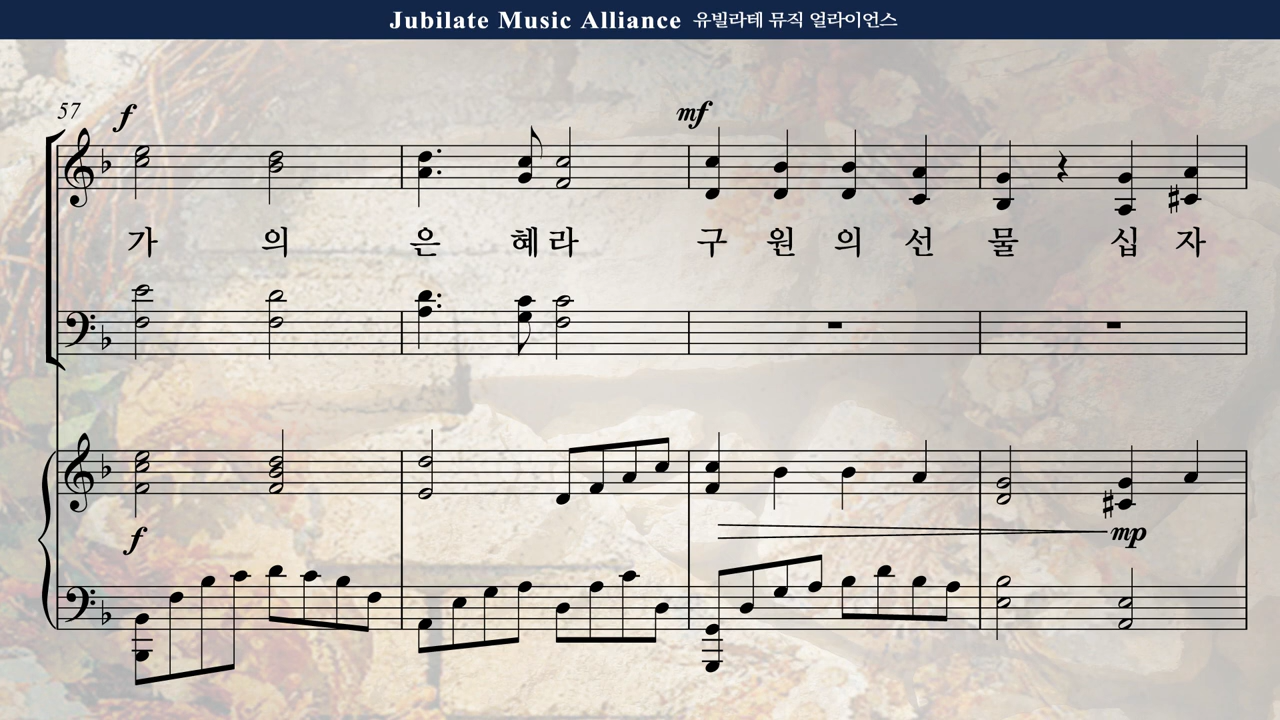 Jubilate Music Alliance 유빌라테 뮤직 얼라이언스
57
f
mf
가 의 은 혜 라 구 원 의 선 물 십 자
f
mp